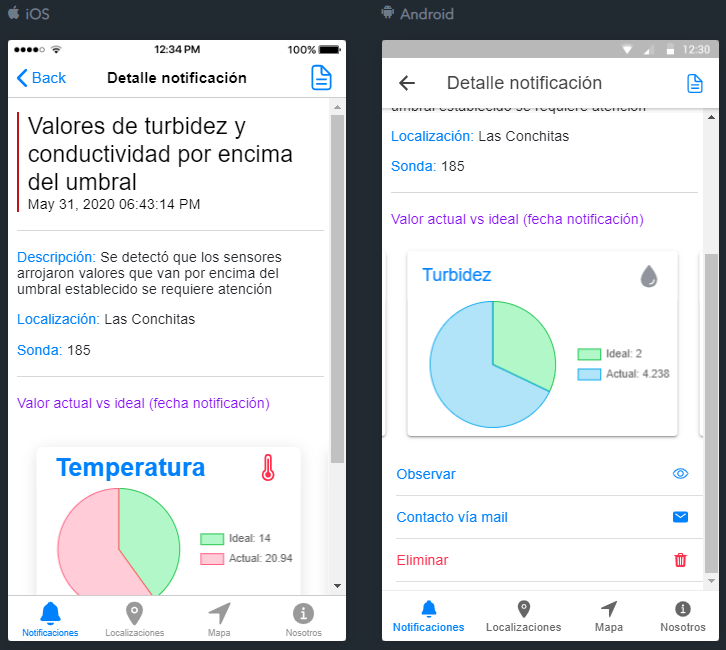 iOS
12:34 PM
100%
Back
Detalle notificación
Valores de turbidez y
conductividad por encima
del umbral
May 31, 2020 06:43:14 PM
Descripción: Se detectó que los sensores
arrojaron valores que van por encima del
umbral establecido se requiere atención
Localización: Las Conchitas
Sonda: 185
Valor actual vs ideal (fecha notificación)
Temperatura
Ideal: 14
Actual: 20.94
Notificaciones
Localizaciones
Mapa
Nosotros
Android
12:30
Detalle notificación
umbral establecido se requiere atención
Localización: Las Conchitas
Sonda: 185
Valor actual vs ideal (fecha notificación)
Turbidez
Ideal: 2
Actual: 4.238
Observar
Contacto vía mail
Eliminar
Notificaciones
Localizaciones
Mapa
Nosotros